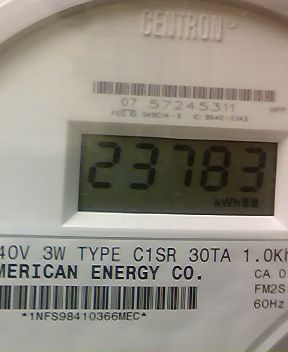 CENTRON
07 57245311
23783
kWh
40V 3W TYPE C1SR 30TA 1.0Kh
MERICAN ENERGY CO.
CA 0
FM2S
60Hz
*1NFS98410366MEC*